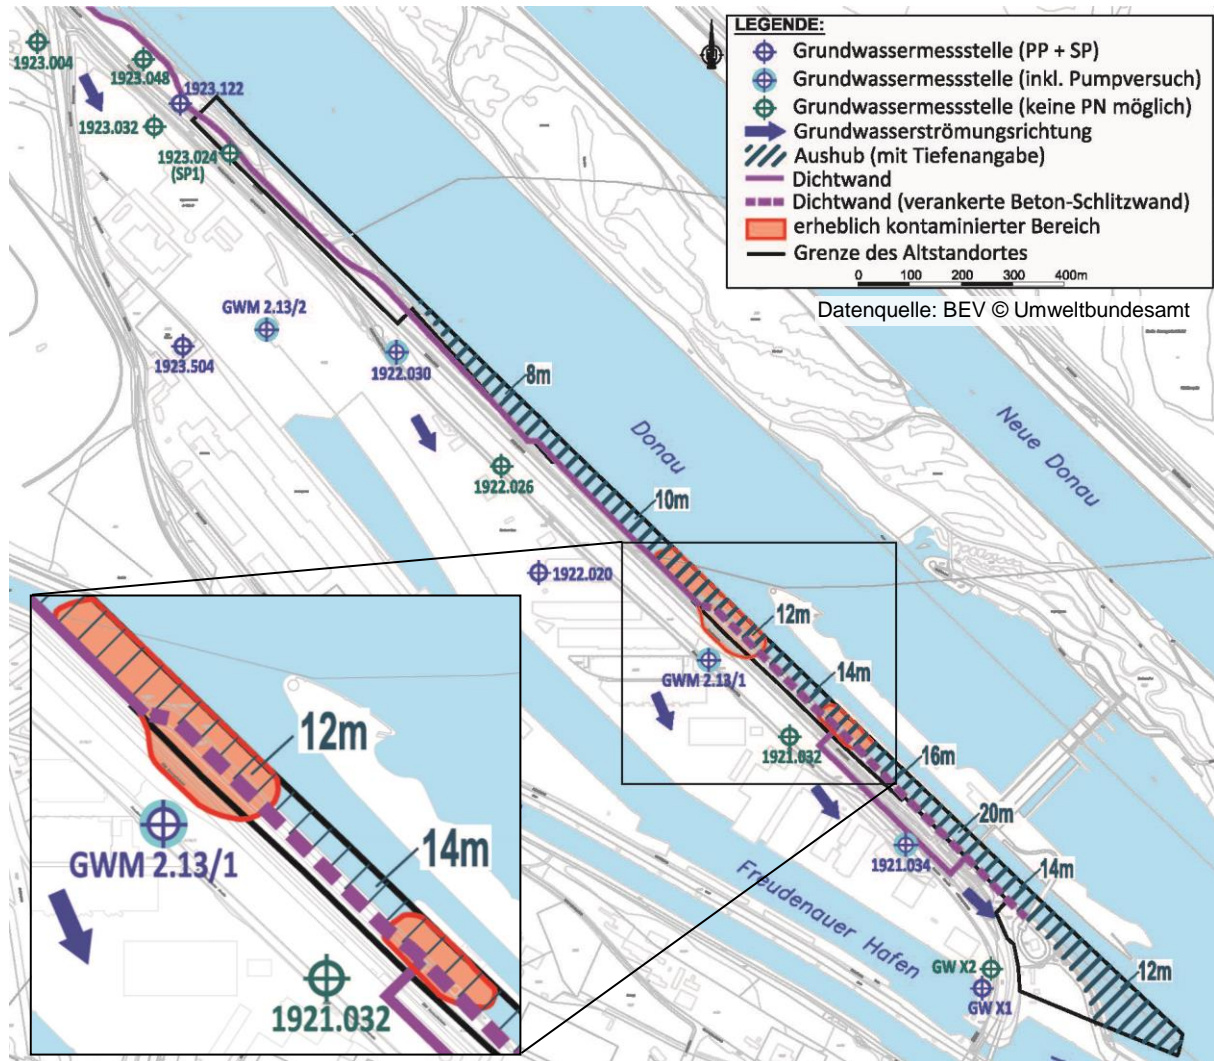 LEGENDE:
Grundwassermessstelle (PP + SP)
Grundwassermessstelle (inkl. Pumpversuch)
Grundwassermessstelle (keine PN möglich)
Grundwasserströmungsrichtung
Aushub (mit Tiefenangabe)
Dichtwand
Dichtwand (verankerte Beton-Schlitzwand)
erheblich kontaminierter Bereich
Grenze des Altstandortes
0 100 200 300 400m
Datenquelle: BEV © Umweltbundesamt
1923.004
1923.048
1923.122
1923.032
1923.024
(SP1)
GWM 2.13/2
1923.504
1922.030
8m
Donau
Neue Donau
1922.026
10m
1922.020
12m
GWM 2.13/1
14m
1921.032
16m
20m
1921.034
14m
Freudenauer Hafen
GW X2
GW X1
12m
12m
GWM 2.13/1
14m
1921.032